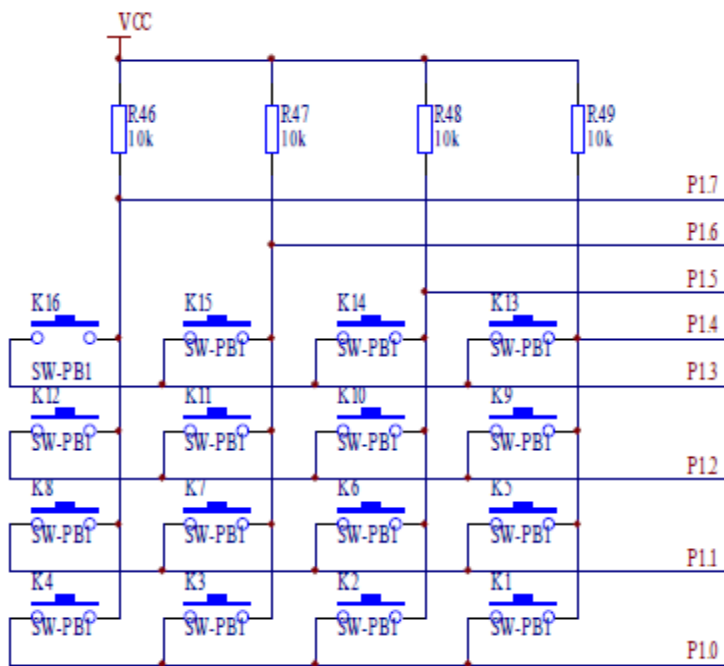 VCC
R46 R47 R48 R49
10k 10k 10k 10k
P1.7
P1.6
P1.5
K16 K15 K14 K13
P1.4
SW-PB1 SW-PB1 SW-PB1
SW-PB1
P1.3
K12 K11 K10 K9
SW-PB1 SW-PB1 SW-PB1 SW-PB1
P1.2
K8 K7 K6 K5
SW-PB1 SW-PB1 SW-PB1 SW-PB1
P1.1
K4 K3 K2 K1
SW-PB1 SW-PB1 SW-PB1 SW-PB1
P1.0